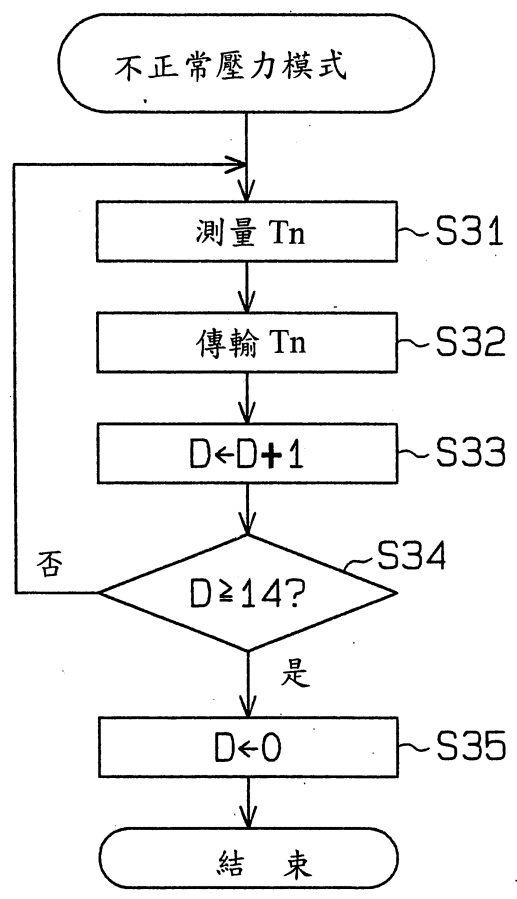 不正常壓力模式
測量 Tn
S31
傳輸 Tn
S32
D←D+1
S33
否
S34
D≧14?
是
D←0
S35
結 束